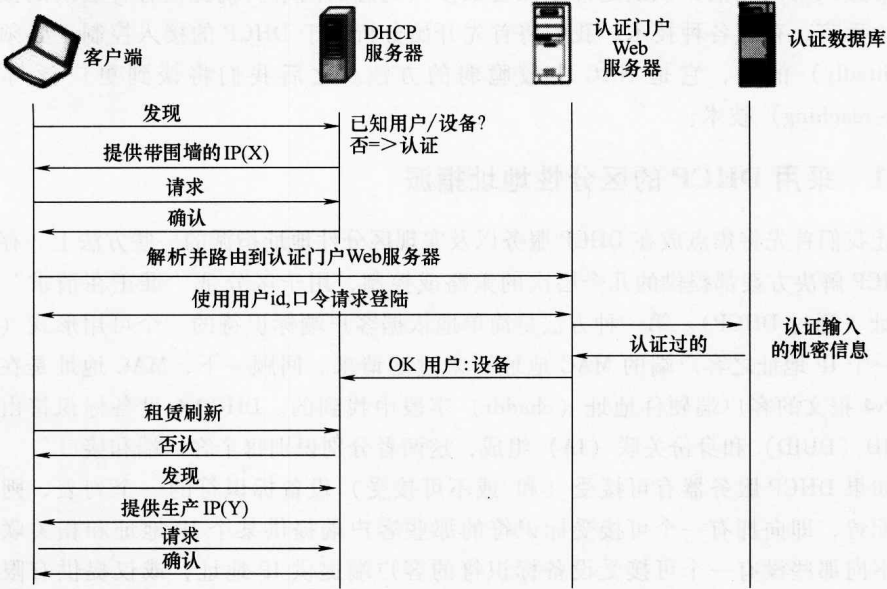 客户端
DHCP
服务器
认证门户
Web
服务器
认证数据库
发现
已知用户/设备?
否=>认证
提供带围墙的IP(X)
请求
确认
解析并路由到认证门户Web服务器
使用用户id,口令请求登陆
认证过的
认证输入
的机密信息
OK 用户:设备
租赁刷新
否认
发现
提供生产IP(Y)
请求
确认